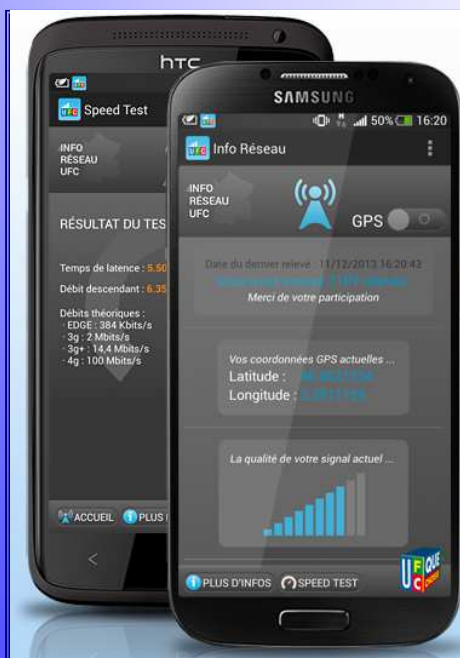 hTC
UFC
Speed Test
INFO
RÉSEAU
UFC
RÉSULTAT DU TES
Temps de latence : 5.50
Débit descendant : 6.35
Débits théoriques :
· EDGE : 384 Kbits/s
· 3g : 2 Mbits/s
· 3g+ : 14,4 Mbits/s
· 4g : 100 Mbits/s
ACCUEIL
PLUS
SAMSUNG
50% 16:20
UFC
Info Réseau
INFO
RÉSEAU
UFC
GPS
Date du dernier relevé : 11/12/2013 16:20:42
Merci de votre participation
Vos coordonnées GPS actuelles ...
Latitude :
Longitude :
La qualité de votre signal actuel ...
PLUS D'INFOS
SPEED TEST
UFC QUE
CHOISIR